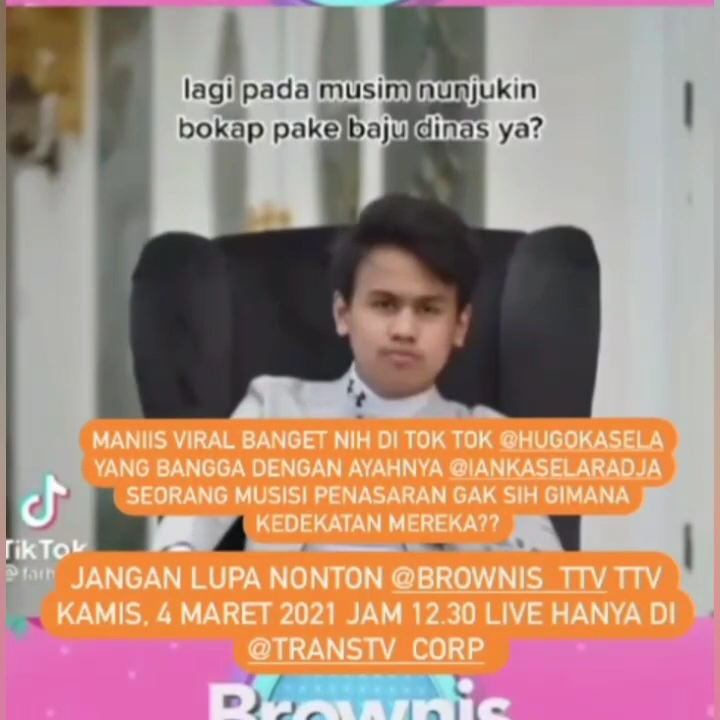 lagi pada musim nunjukin
bokap pake baju dinas ya?
MANIIS VIRAL BANGET NIH DI TOK TOK @HUGOKASELA
YANG BANGGA DENGAN AYAHNYA @IANKASELARADJA
SEORANG MUSISI PENASARAN GAK SIH GIMANA
KEDEKATAN MEREKA??
TikTok
@farh
JANGAN LUPA NONTON @BROWNIS_TTV TTV
KAMIS, 4 MARET 2021 JAM 12.30 LIVE HANYA DI
@TRANSTV_CORP
Brownis